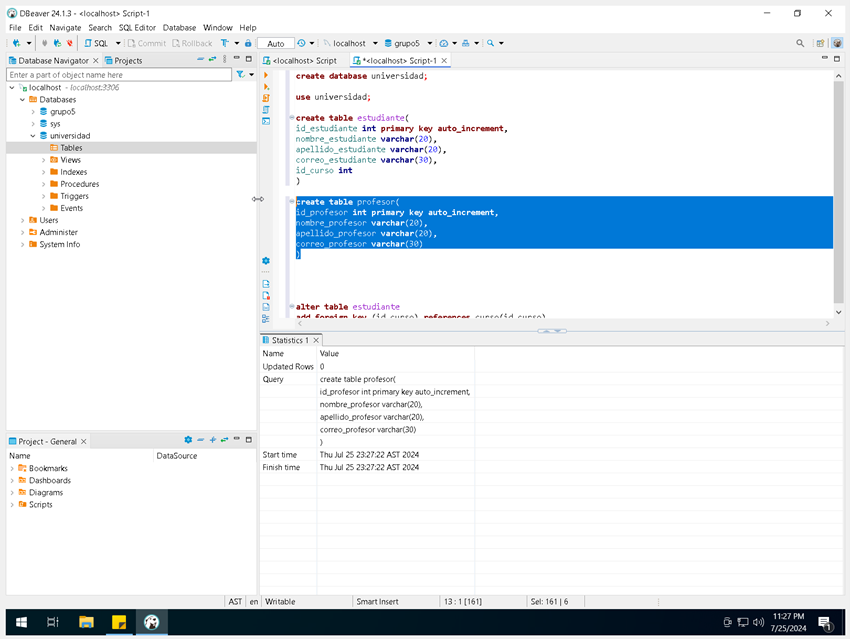 DBeaver 24.1.3 - <localhost> Script-1
File Edit Navigate Search SQL Editor Database Window Help
SQL Commit Rollback T Auto localhost grupo5
Database Navigator Projects
Enter a part of object name here
localhost - localhost:3306
Databases
grupo5
sys
universidad
Tables
Views
Indexes
Procedures
Triggers
Events
Users
Administer
System Info
<localhost> Script *<localhost> Script-1
create database universidad;
use universidad;
create table estudiante(
id_estudiante int primary key auto_increment,
nombre_estudiante varchar(20),
apellido_estudiante varchar(20),
correo_estudiante varchar(30),
id_curso int
)
create table profesor(
id_profesor int primary key auto_increment,
nombre_profesor varchar(20),
apellido_profesor varchar(20),
correo_profesor varchar(30)
)
alter table estudiante
add foreign key (id_curso) references curso(id_curso)
Statistics 1
Name Value
Updated Rows 0
Query create table profesor(
id_profesor int primary key auto_increment,
nombre_profesor varchar(20),
apellido_profesor varchar(20),
correo_profesor varchar(30)
)
Start time Thu Jul 25 23:27:22 AST 2024
Finish time Thu Jul 25 23:27:22 AST 2024
Project - General
Name DataSource
Bookmarks
Dashboards
Diagrams
Scripts
AST en Writable Smart Insert 13 : 1 [161] Sel: 161 | 6
11:27 PM
7/25/2024
1